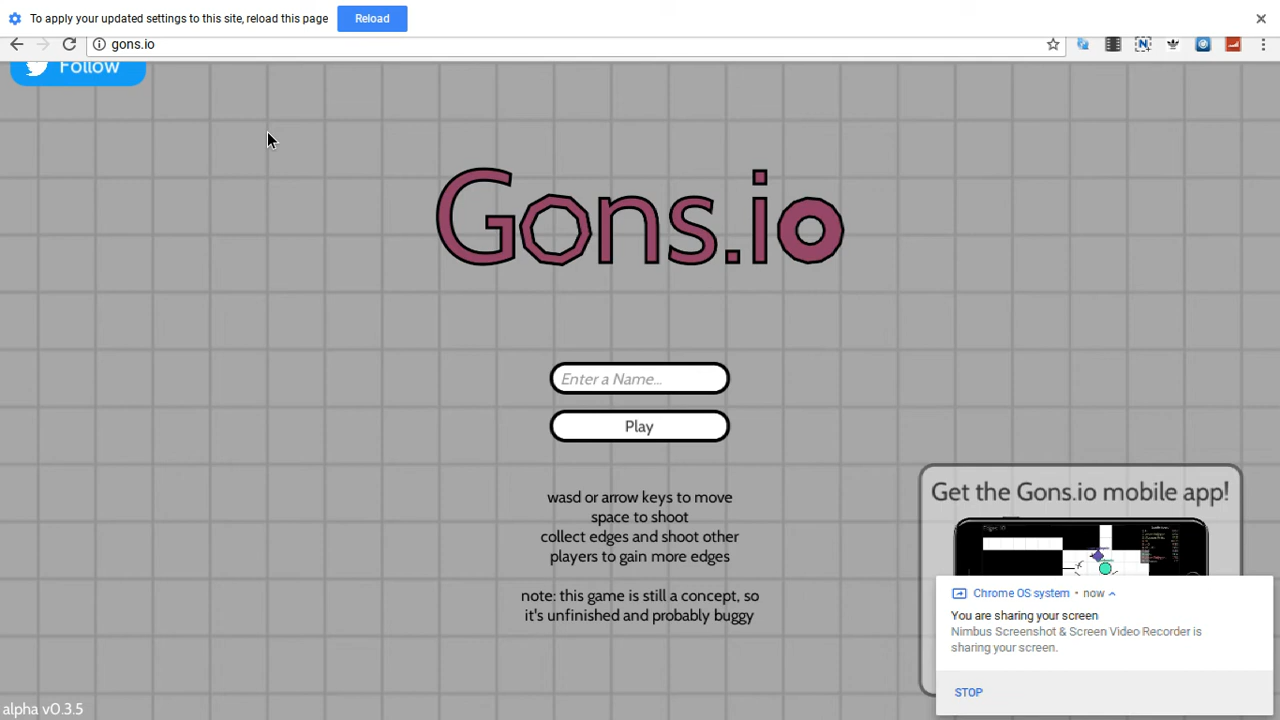 To apply your updated settings to this site, reload this page
Reload
gons.io
Follow
Gons.io
Enter a Name...
Play
wasd or arrow keys to move
space to shoot
collect edges and shoot other
players to gain more edges
note: this game is still a concept, so
it's unfinished and probably buggy
Get the Gons.io mobile app!
Chrome OS system • now
You are sharing your screen
Nimbus Screenshot & Screen Video Recorder is
sharing your screen.
STOP
alpha v0.3.5